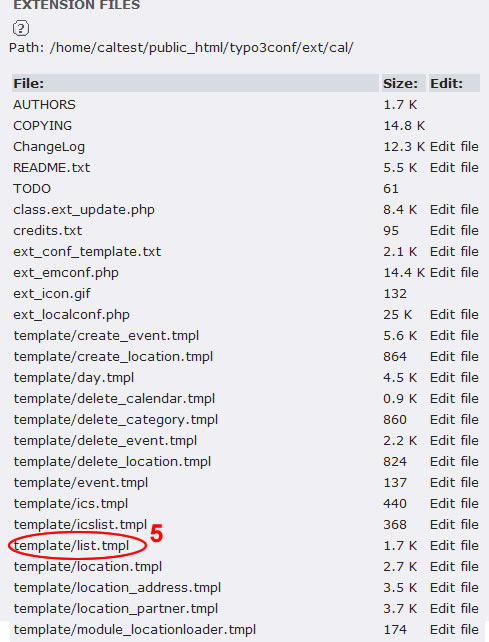 EXTENSION FILES
?
Path: /home/caltest/public_html/typo3conf/ext/cal/
File: Size: Edit:
AUTHORS 1.7 K
COPYING 14.8 K
ChangeLog 12.3 K Edit file
README.txt 5.5 K Edit file
TODO 61
class.ext_update.php 8.4 K Edit file
credits.txt 95 Edit file
ext_conf_template.txt 2.1 K Edit file
ext_emconf.php 14.4 K Edit file
ext_icon.gif 132
ext_localconf.php 25 K Edit file
template/create_event.tmpl 5.6 K Edit file
template/create_location.tmpl 864 Edit file
template/day.tmpl 4.5 K Edit file
template/delete_calendar.tmpl 0.9 K Edit file
template/delete_category.tmpl 860 Edit file
template/delete_event.tmpl 2.2 K Edit file
template/delete_location.tmpl 824 Edit file
template/event.tmpl 137 Edit file
template/ics.tmpl 440 Edit file
template/icslist.tmpl 368 Edit file
template/list.tmpl 5 1.7 K Edit file
template/location.tmpl 2.7 K Edit file
template/location_address.tmpl 3.5 K Edit file
template/location_partner.tmpl 3.7 K Edit file
template/module_locationloader.tmpl 174 Edit file